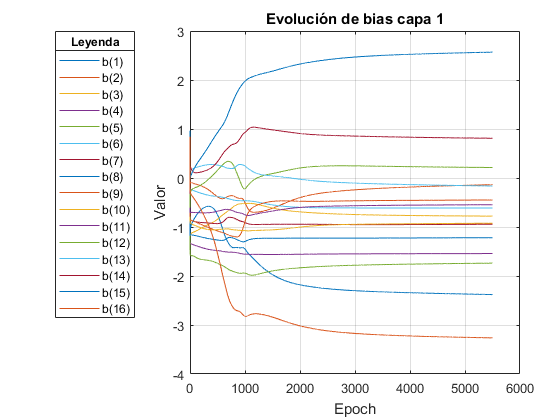 Evolución de bias capa 1
Leyenda
b(1)
b(2)
b(3)
b(4)
b(5)
b(6)
b(7)
b(8)
b(9)
b(10)
b(11)
b(12)
b(13)
b(14)
b(15)
b(16)
Valor
3
2
1
0
-1
-2
-3
-4
0
1000
2000
3000
4000
5000
6000
Epoch